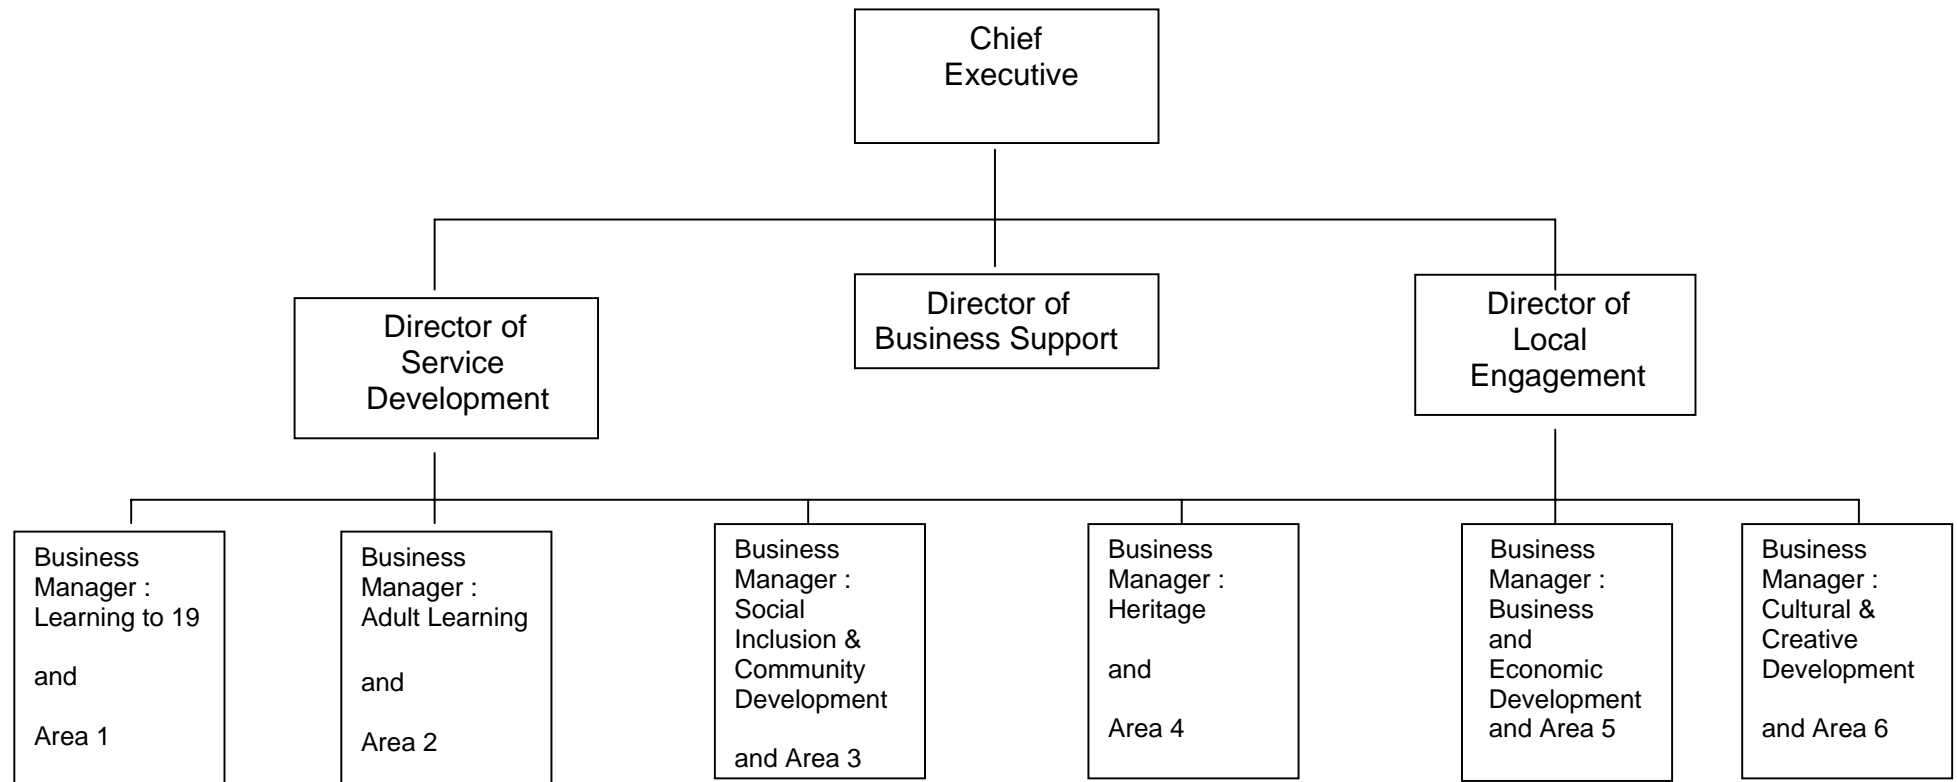 Chief
Executive
Director of
Service
Development
Director of
Business Support
Director of
Local
Engagement
Business
Manager :
Learning to 19
and
Area 1
Business
Manager :
Adult Learning
and
Area 2
Business
Manager :
Social
Inclusion &
Community
Development
and Area 3
Business
Manager :
Heritage
and
Area 4
Business
Manager :
Business
and
Economic
Development
and Area 5
Business
Manager :
Cultural &
Creative
Development
and Area 6